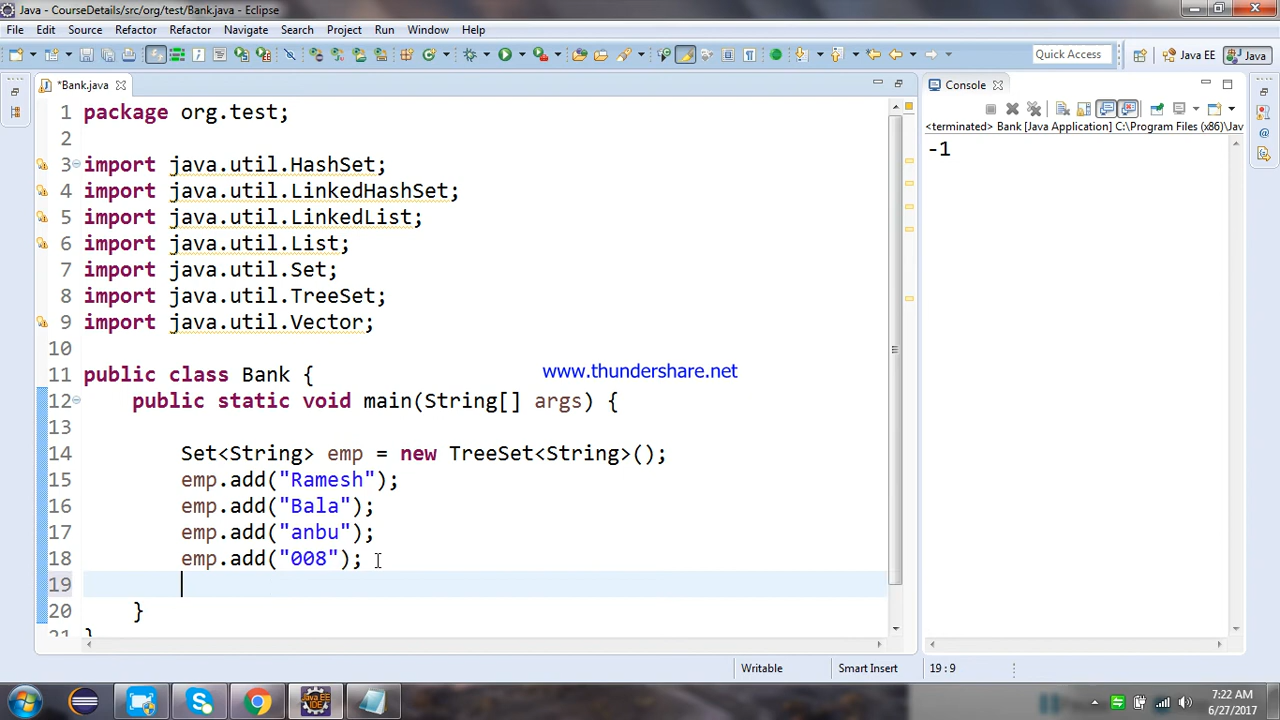 Java - CourseDetails/src/org/test/Bank.java - Eclipse
File Edit Source Refactor Refactor Navigate Search Project Run Window Help
Quick Access Java EE Java
*Bank.java
1 package org.test;
2
3 import java.util.HashSet;
4 import java.util.LinkedHashSet;
5 import java.util.LinkedList;
6 import java.util.List;
7 import java.util.Set;
8 import java.util.TreeSet;
9 import java.util.Vector;
10
11 public class Bank {
12 public static void main(String[] args) {
13
14 Set<String> emp = new TreeSet<String>();
15 emp.add("Ramesh");
16 emp.add("Bala");
17 emp.add("anbu");
18 emp.add("008");
19
20 }
21 }
www.thundershare.net
Console
<terminated> Bank [Java Application] C:\Program Files (x86)\Jav
-1
Writable Smart Insert 19 : 9
Java EE IDE
7:22 AM
6/27/2017